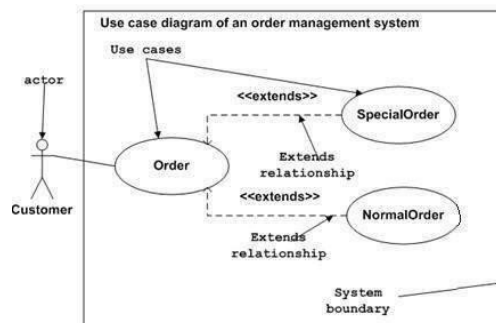 Use case diagram of an order management system
Use cases
actor
<<extends>>
SpecialOrder
Order
Extends
relationship
<<extends>>
Customer
NormalOrder
Extends
relationship
System
boundary